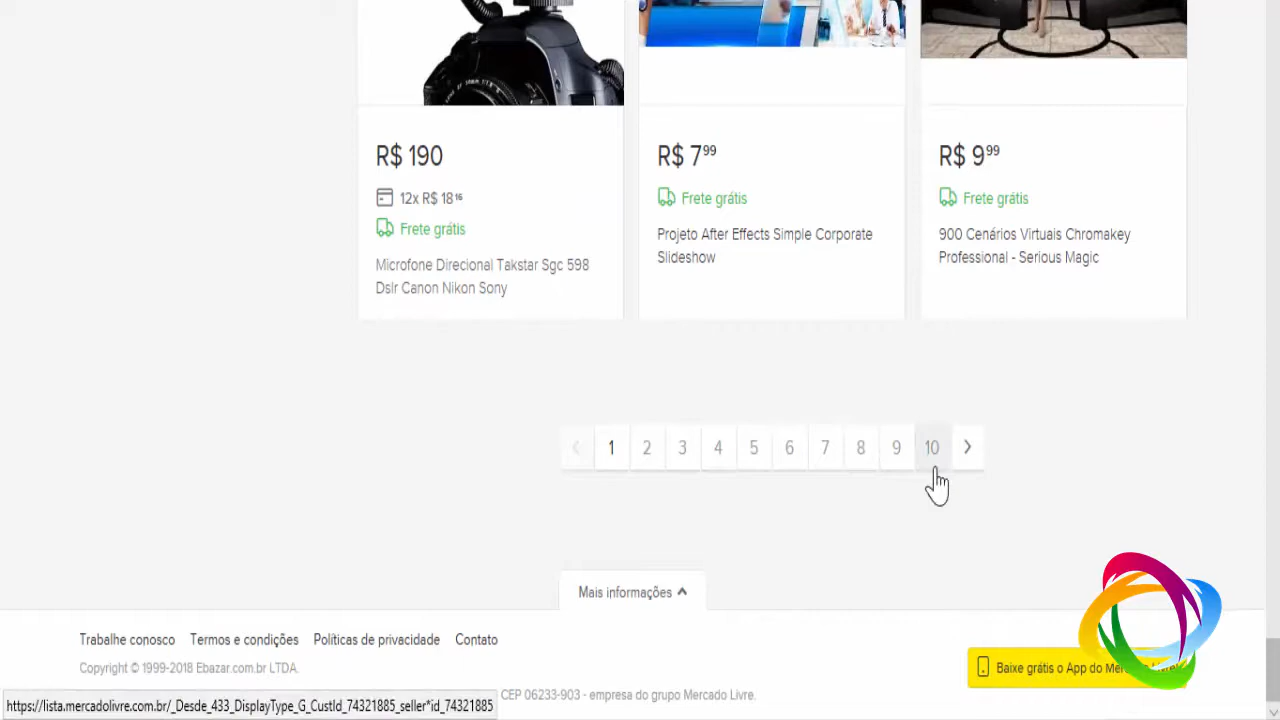 R$ 190
12x R$ 18 16
Frete grátis
Microfone Direcional Takstar Sgc 598
Dslr Canon Nikon Sony
R$ 7 99
Frete grátis
Projeto After Effects Simple Corporate
Slideshow
R$ 9 99
Frete grátis
900 Cenários Virtuais Chromakey
Professional - Serious Magic
1 2 3 4 5 6 7 8 9 10
Mais informações
Trabalhe conosco Termos e condições Políticas de privacidade Contato
Copyright © 1999-2018 Ebazar.com.br LTDA.
Baixe grátis o App do
CEP 06233-903 - empresa do grupo Mercado Livre.
https://lista.mercadolivre.com.br/_Desde_433_DisplayType_G_CustId_74321885_seller*id_74321885